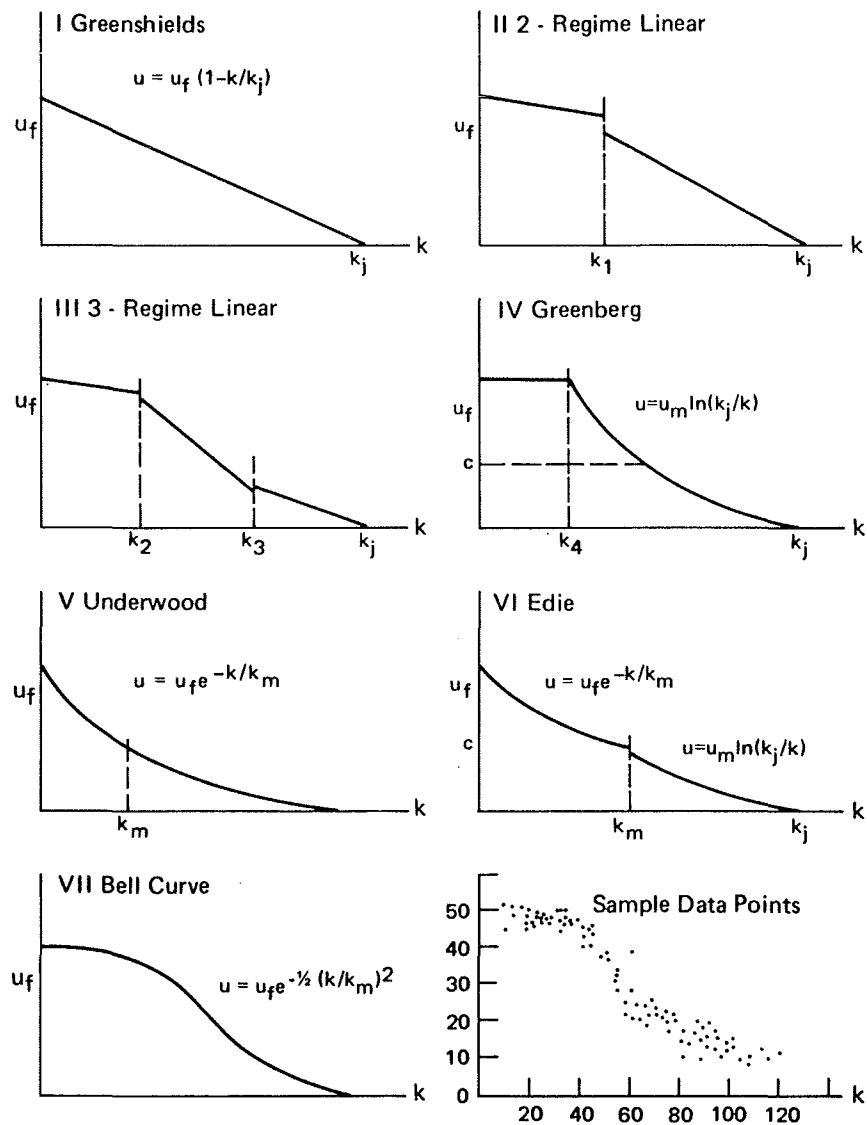 I Greenshields
u = u_f (1-k/k_j)
u_f
k
k_j
II 2 - Regime Linear
u_f
k
k_1
k_j
III 3 - Regime Linear
u_f
k
k_2
k_3
k_j
IV Greenberg
u=u_m ln(k_j/k)
u_f
c
k
k_4
k_j
V Underwood
u = u_f e^-k/k_m
u_f
k
k_m
VI Edie
u = u_f e^-k/k_m
u_f
c
u=u_m ln(k_j/k)
k
k_m
k_j
VII Bell Curve
u = u_f e^-½ (k/k_m)^2
u_f
k
Sample Data Points
50
40
30
20
10
0
k
20 40 60 80 100 120